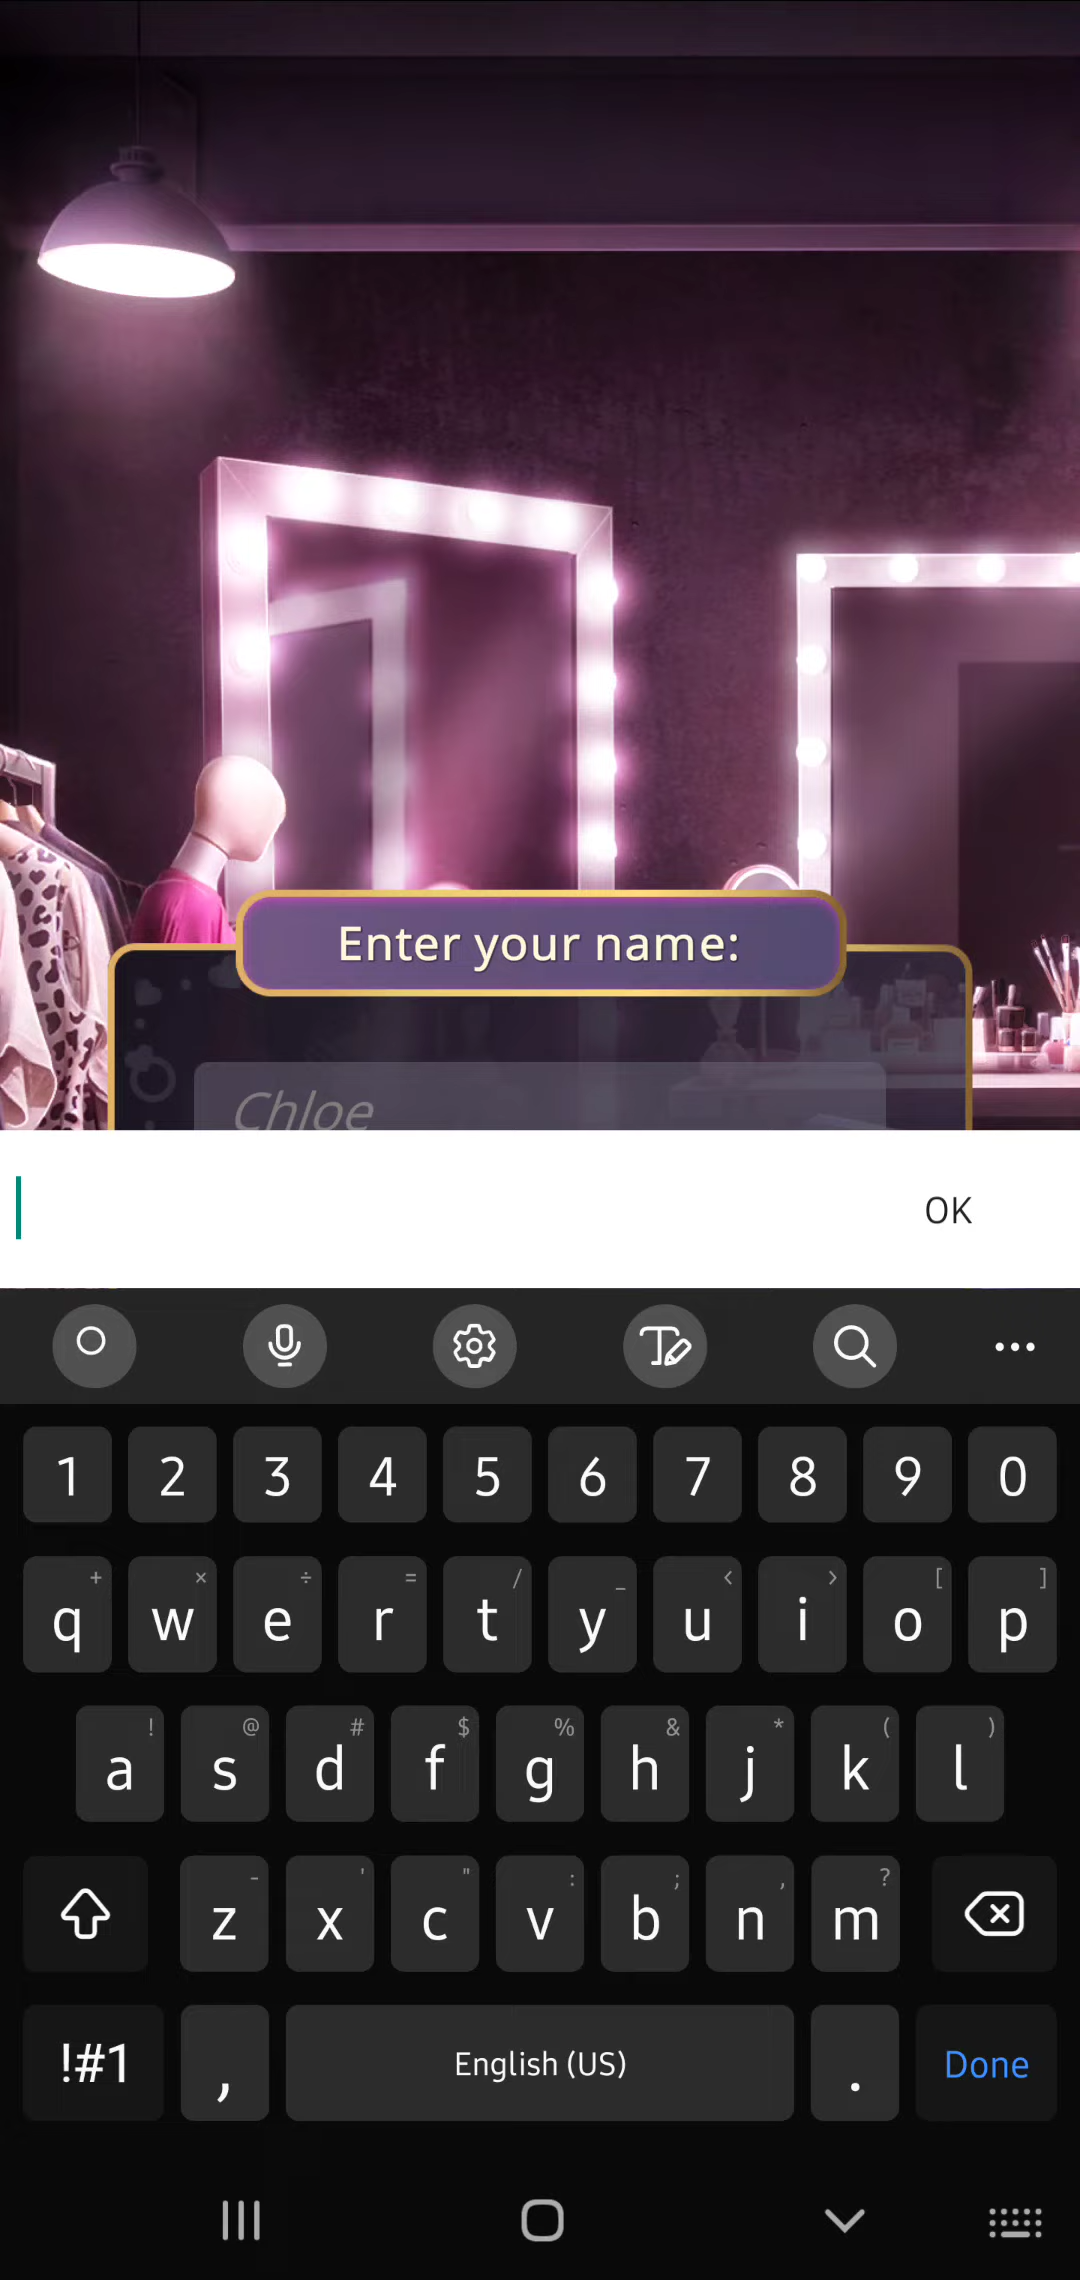 Enter your name:
Chloe
OK
1 2 3 4 5 6 7 8 9 0
+ × ÷ = / _ < > [ ]
q w e r t y u i o p
! @ # $ % & * ( )
a s d f g h j k l
- ' " : ; , ?
z x c v b n m
!#1 , English (US) . Done